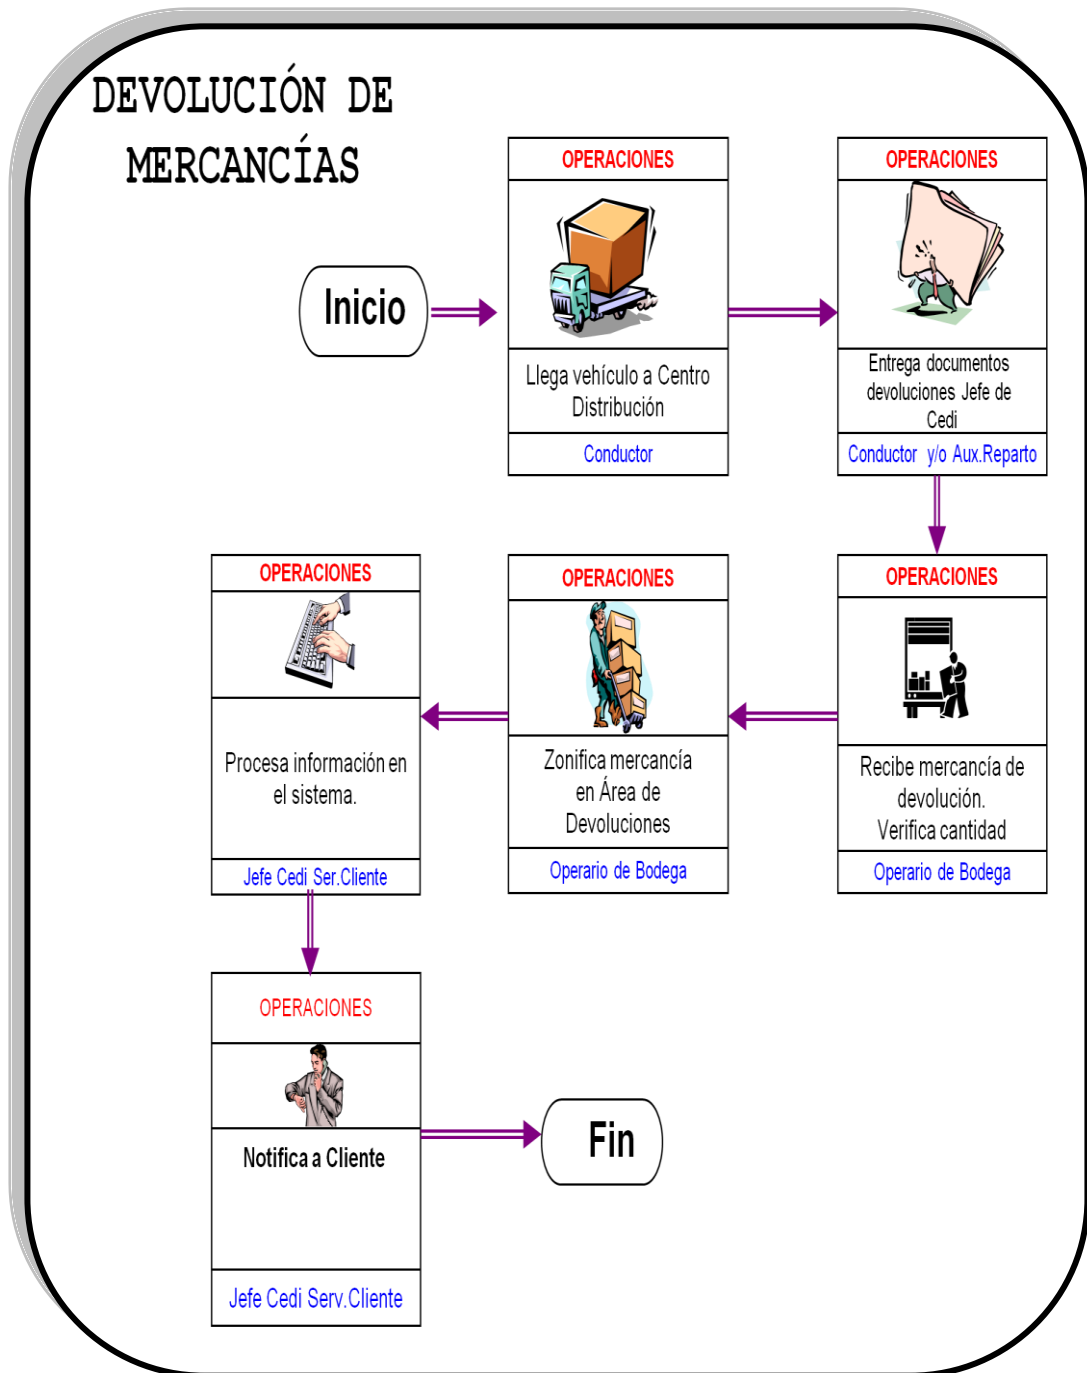 DEVOLUCIÓN DE
MERCANCÍAS
Inicio
OPERACIONES
Llega vehículo a Centro
Distribución
Conductor
OPERACIONES
Entrega documentos
devoluciones Jefe de
Cedi
Conductor y/o Aux.Reparto
OPERACIONES
Recibe mercancía de
devolución.
Verifica cantidad
Operario de Bodega
OPERACIONES
Zonifica mercancía
en Área de
Devoluciones
Operario de Bodega
OPERACIONES
Procesa información en
el sistema.
Jefe Cedi Ser.Cliente
OPERACIONES
Notifica a Cliente
Jefe Cedi Serv.Cliente
Fin